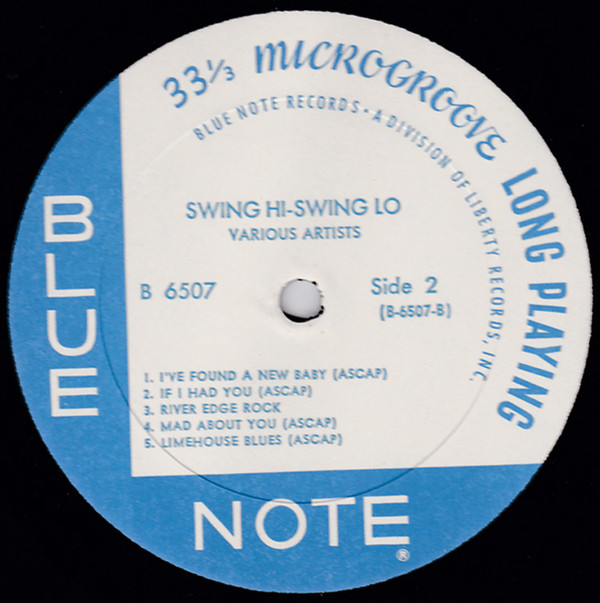 33⅓ MICROGROOVE LONG PLAYING
BLUE NOTE RECORDS • A DIVISION OF LIBERTY RECORDS, INC.
SWING HI-SWING LO
VARIOUS ARTISTS
B 6507
Side 2
(B-6507-B)
1. I'VE FOUND A NEW BABY (ASCAP)
2. IF I HAD YOU (ASCAP)
3. RIVER EDGE ROCK
4. MAD ABOUT YOU (ASCAP)
5. LIMEHOUSE BLUES (ASCAP)
BLUE
NOTE
®